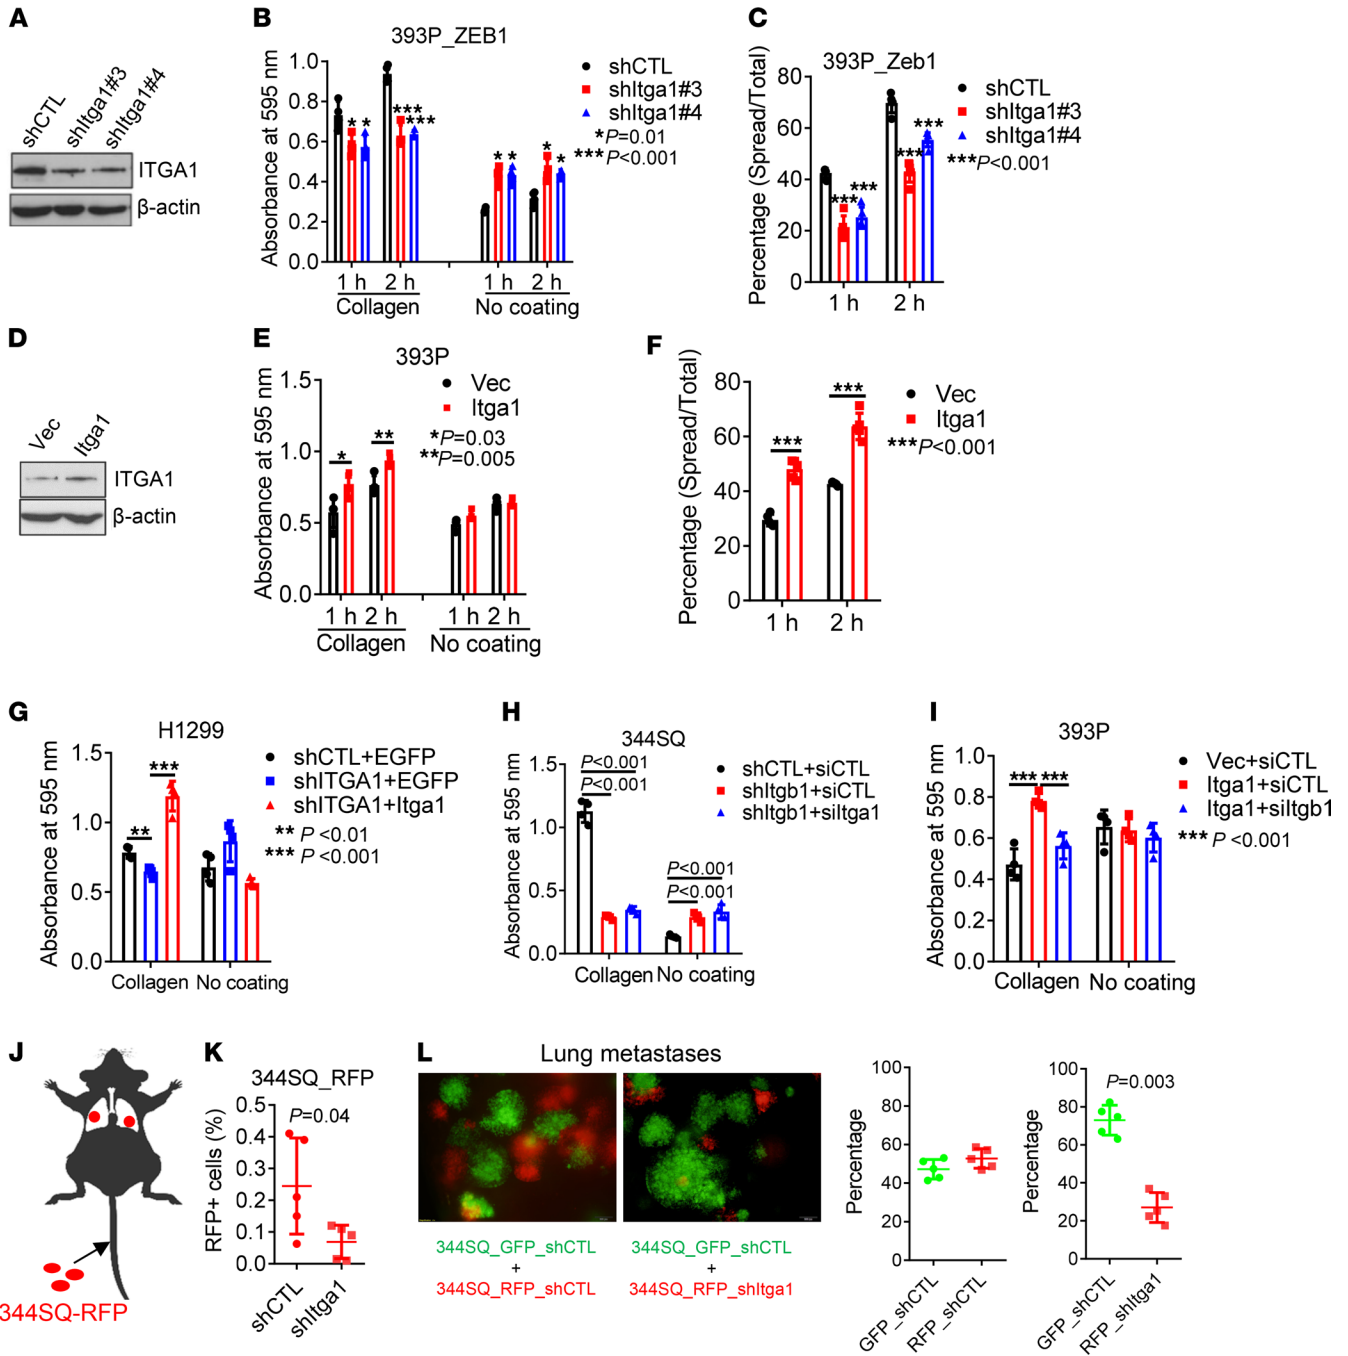 A
shCTL
shItga1#3
shItga1#4
ITGA1
β-actin
B
393P_ZEB1
Absorbance at 595 nm
1.0
0.8
0.6
0.4
0.2
0.0
* *
***
***
* *
* *
shCTL
shItga1#3
shItga1#4
*P=0.01
***P<0.001
1 h 2 h 1 h 2 h
Collagen No coating
C
393P_Zeb1
Percentage (Spread/Total)
80
60
40
20
0
***
***
***
***
shCTL
shItga1#3
shItga1#4
***P<0.001
1 h 2 h
D
Vec
Itga1
ITGA1
β-actin
E
393P
Absorbance at 595 nm
1.5
1.0
0.5
0.0
*
**
Vec
Itga1
*P=0.03
**P=0.005
1 h 2 h 1 h 2 h
Collagen No coating
F
Percentage (Spread/Total)
80
60
40
20
0
***
***
Vec
Itga1
***P<0.001
1 h 2 h
G
H1299
Absorbance at 595 nm
1.5
1.0
0.5
0.0
**
***
shCTL+EGFP
shITGA1+EGFP
shITGA1+Itga1
** P <0.01
*** P <0.001
Collagen No coating
H
344SQ
Absorbance at 595 nm
1.5
1.0
0.5
0.0
P<0.001
P<0.001
P<0.001
P<0.001
shCTL+siCTL
shItgb1+siCTL
shItgb1+siItga1
Collagen No coating
I
393P
Absorbance at 595 nm
1.0
0.8
0.6
0.4
0.2
0.0
*** ***
Vec+siCTL
Itga1+siCTL
Itga1+siItgb1
*** P <0.001
Collagen No coating
J
344SQ-RFP
K
344SQ_RFP
RFP+ cells (%)
0.5
0.4
0.3
0.2
0.1
0.0
P=0.04
shCTL
shItga1
L
Lung metastases
344SQ_GFP_shCTL
+
344SQ_RFP_shCTL
344SQ_GFP_shCTL
+
344SQ_RFP_shItga1
Percentage
100
80
60
40
20
0
GFP_shCTL
RFP_shCTL
Percentage
100
80
60
40
20
0
P=0.003
GFP_shCTL
RFP_shItga1